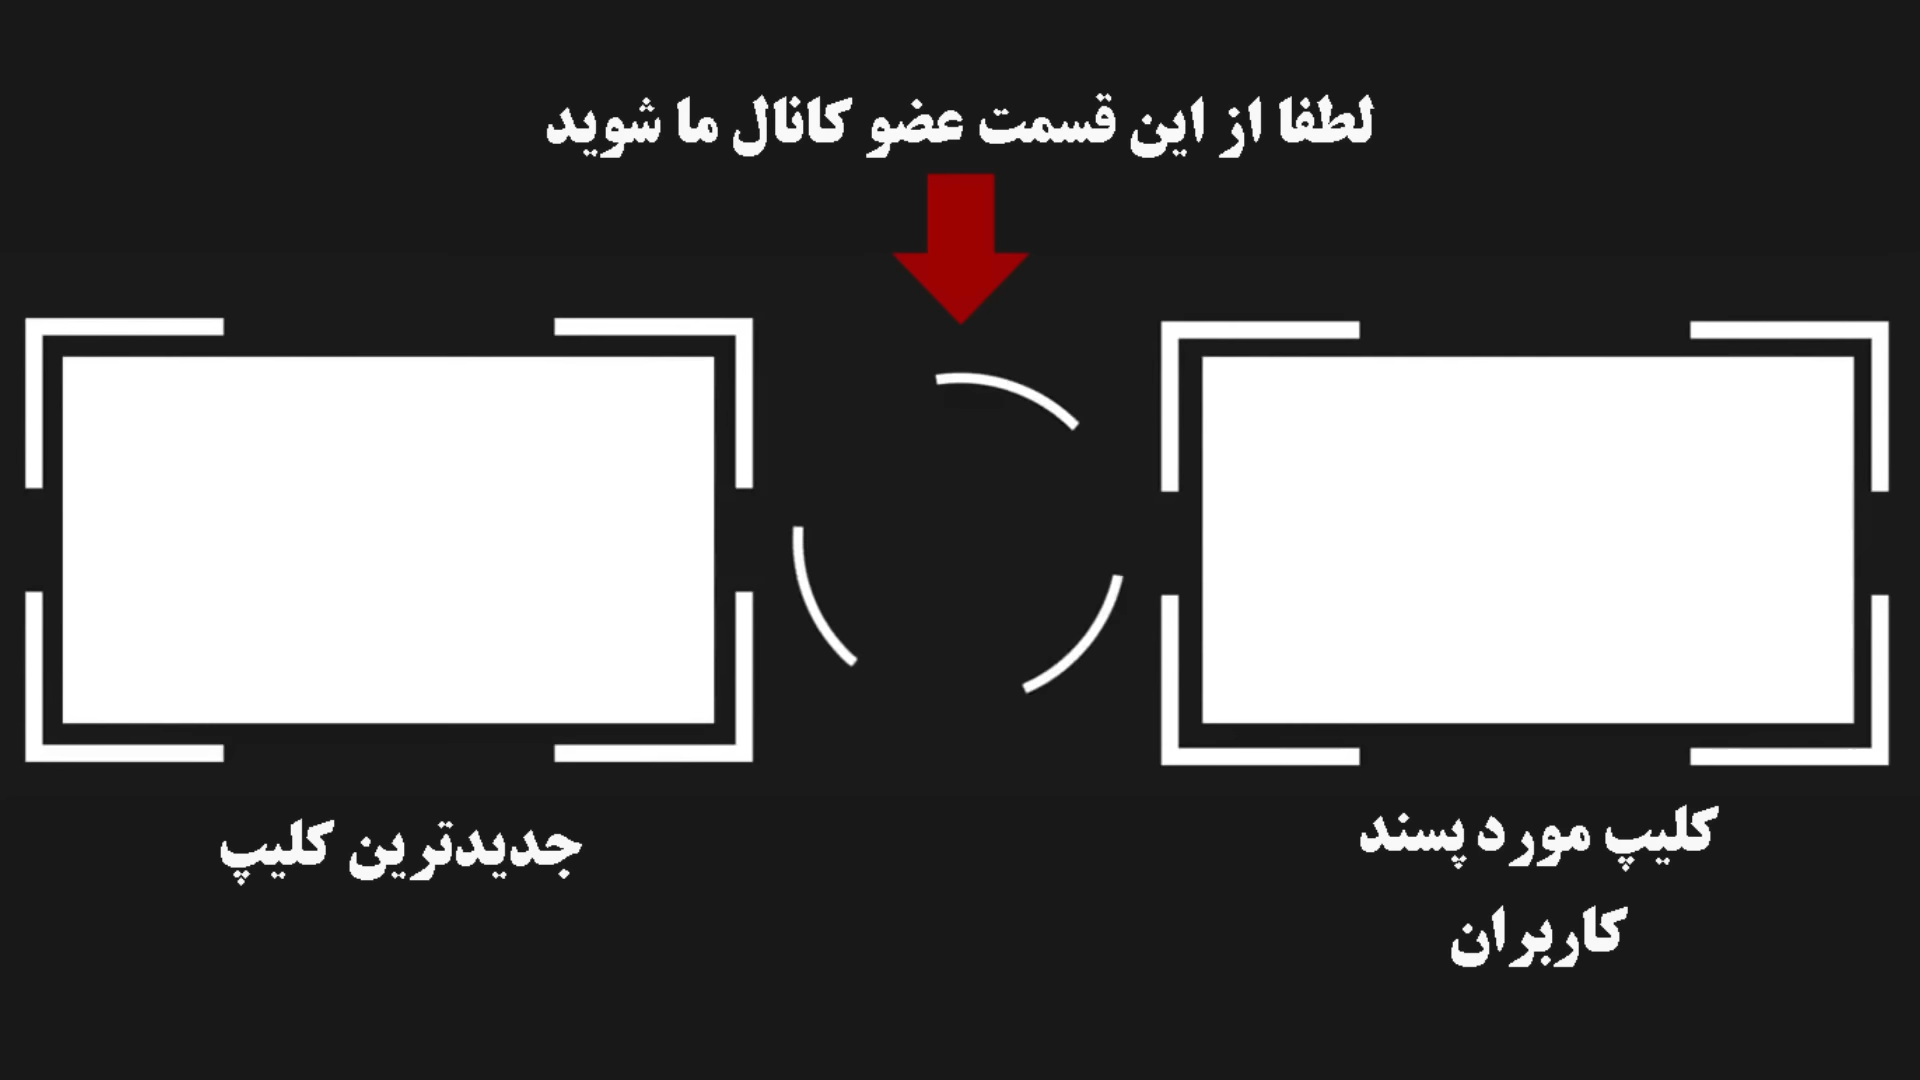 لطفا از این قسمت عضو کانال ما شوید
کلیپ مورد پسند
کاربران
جدیدترین کلیپ